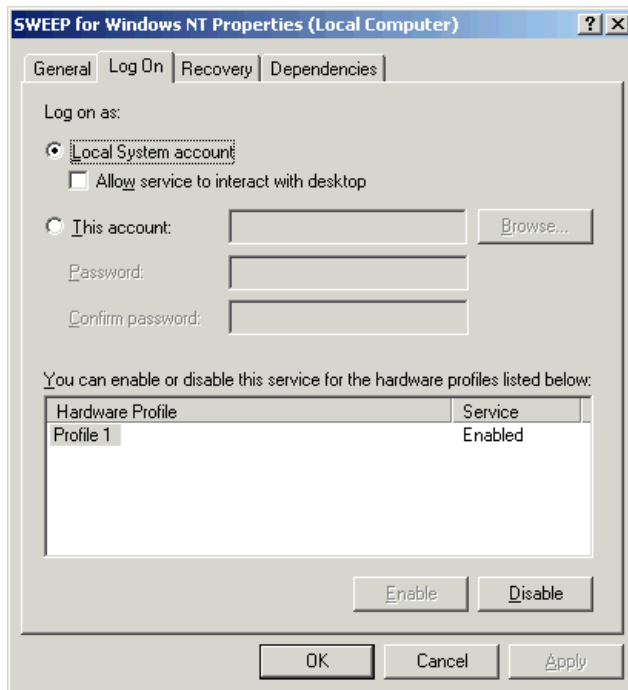 SWEEP for Windows NT Properties (Local Computer)
General Log On Recovery Dependencies
Log on as:
Local System account
Allow service to interact with desktop
This account: Browse...
Password:
Confirm password:
You can enable or disable this service for the hardware profiles listed below:
Hardware Profile Service
Profile 1 Enabled
Enable Disable
OK Cancel Apply